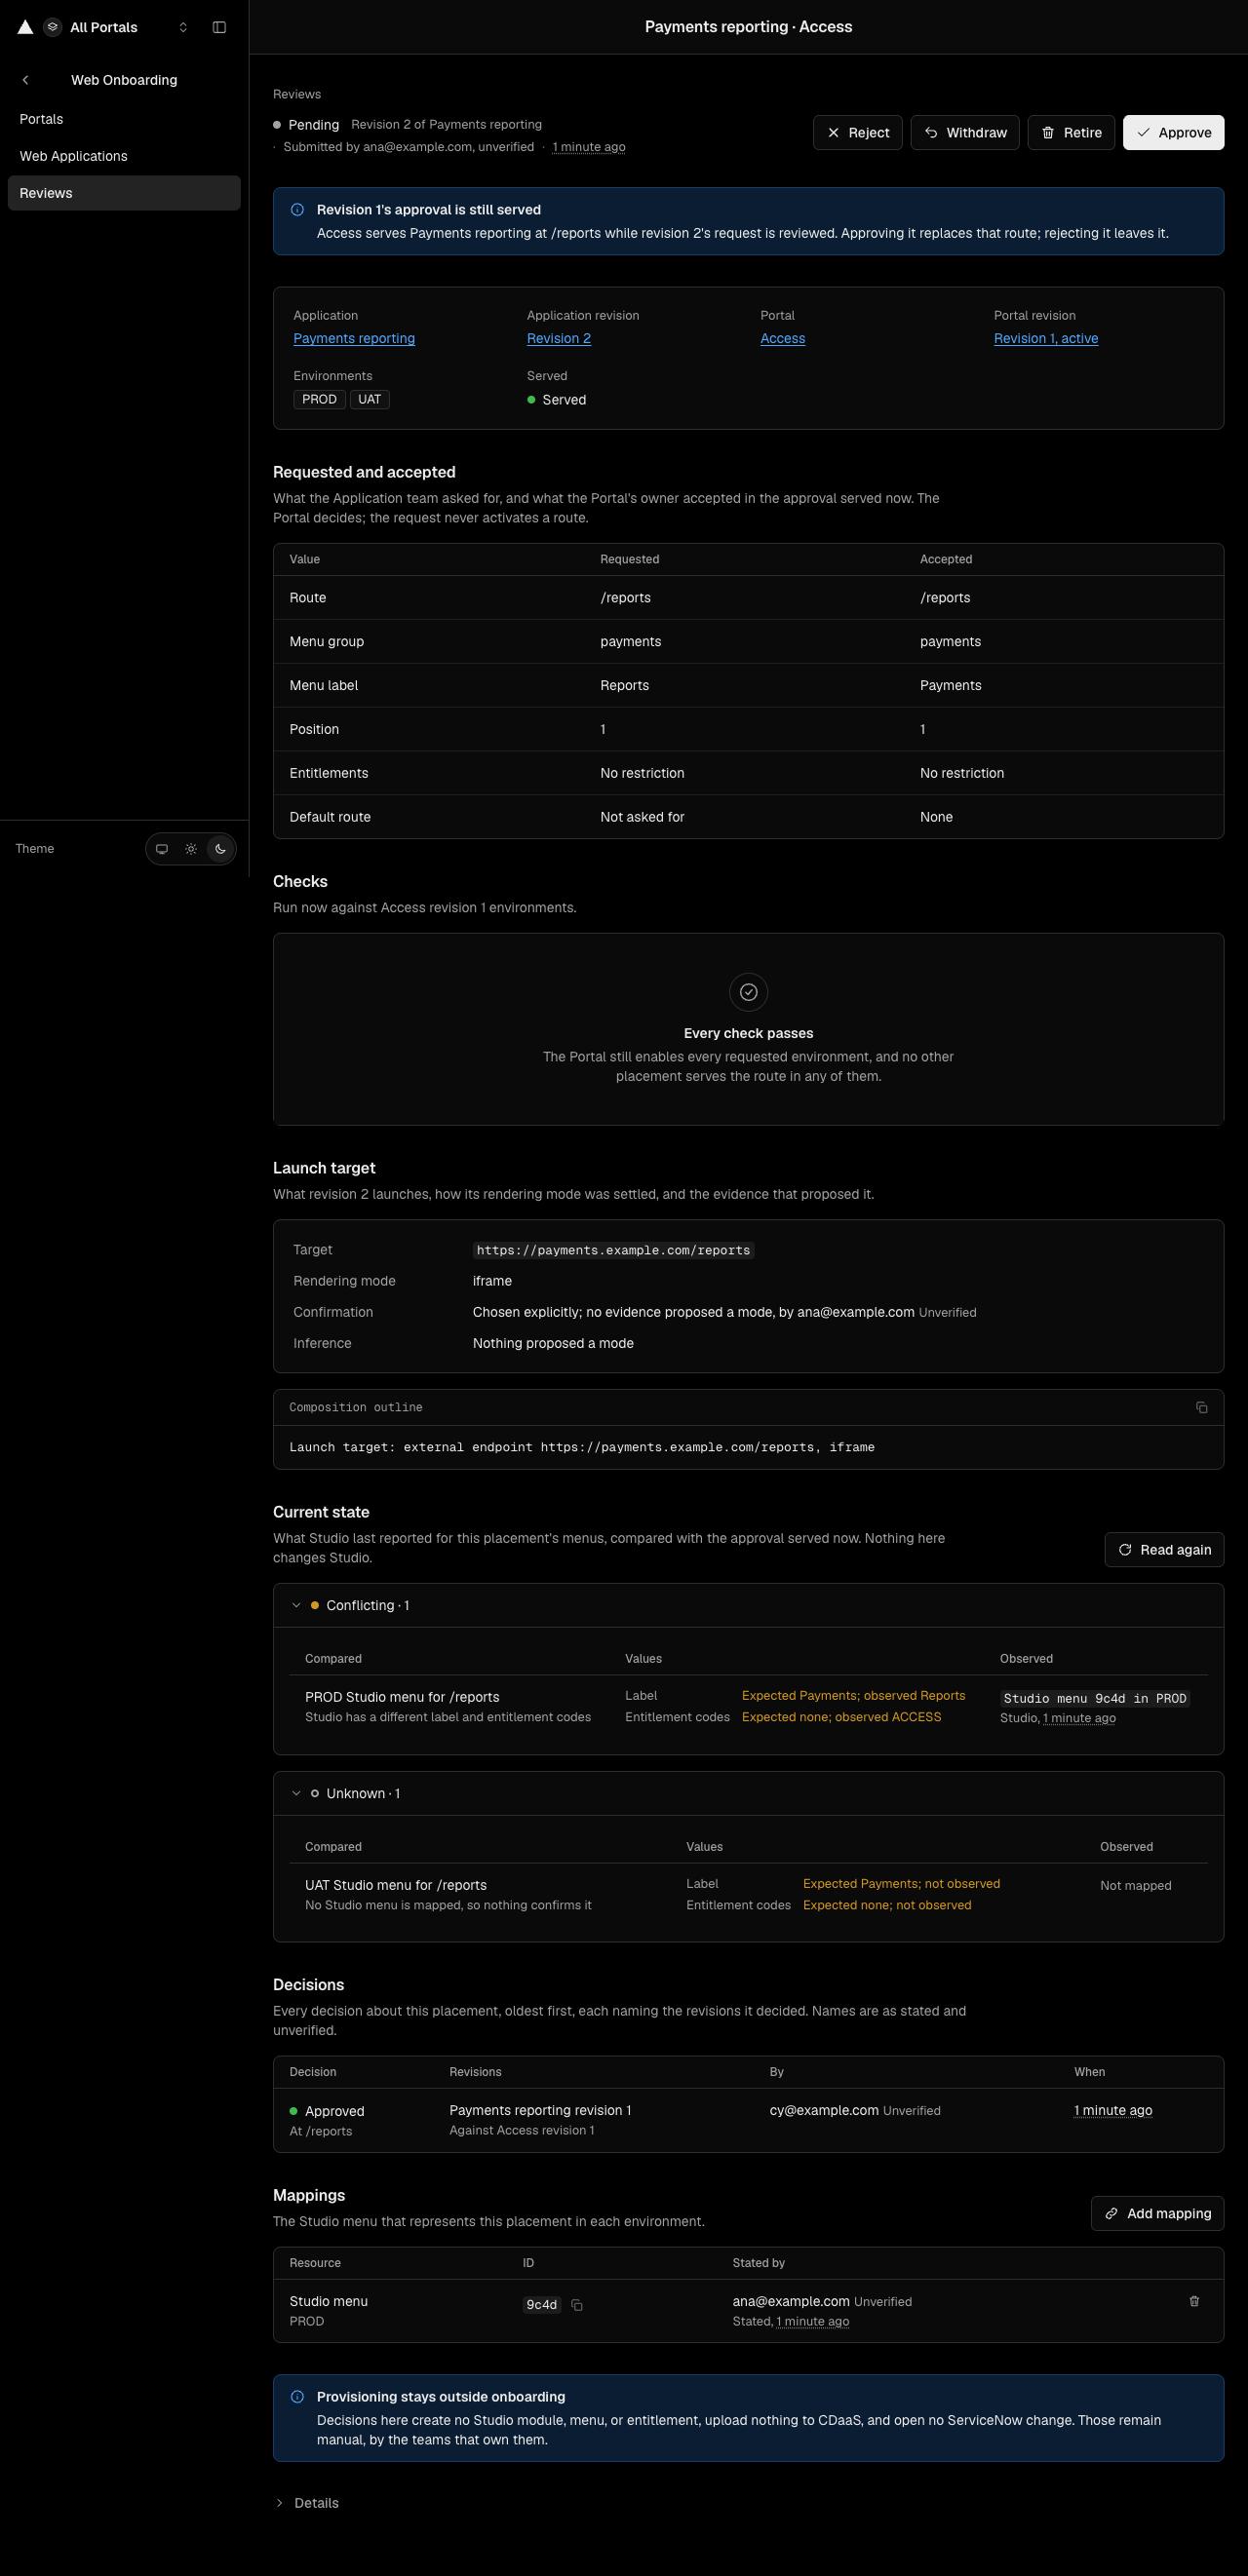 All Portals
Payments reporting · Access
Web Onboarding
Portals
Web Applications
Reviews
Theme
Reviews
Pending Revision 2 of Payments reporting
· Submitted by ana@example.com, unverified · 1 minute ago
Reject
Withdraw
Retire
Approve
Revision 1's approval is still served
Access serves Payments reporting at /reports while revision 2's request is reviewed. Approving it replaces that route; rejecting it leaves it.
Application Application revision Portal Portal revision
Payments reporting Revision 2 Access Revision 1, active
Environments Served
PROD UAT Served
Requested and accepted
What the Application team asked for, and what the Portal's owner accepted in the approval served now. The
Portal decides; the request never activates a route.
Value Requested Accepted
Route /reports /reports
Menu group payments payments
Menu label Reports Payments
Position 1 1
Entitlements No restriction No restriction
Default route Not asked for None
Checks
Run now against Access revision 1 environments.
Every check passes
The Portal still enables every requested environment, and no other
placement serves the route in any of them.
Launch target
What revision 2 launches, how its rendering mode was settled, and the evidence that proposed it.
Target https://payments.example.com/reports
Rendering mode iframe
Confirmation Chosen explicitly; no evidence proposed a mode, by ana@example.com Unverified
Inference Nothing proposed a mode
Composition outline
Launch target: external endpoint https://payments.example.com/reports, iframe
Current state
What Studio last reported for this placement's menus, compared with the approval served now. Nothing here
changes Studio.
Read again
Conflicting · 1
Compared Values Observed
PROD Studio menu for /reports Label Expected Payments; observed Reports Studio menu 9c4d in PROD
Studio has a different label and entitlement codes Entitlement codes Expected none; observed ACCESS Studio, 1 minute ago
Unknown · 1
Compared Values Observed
UAT Studio menu for /reports Label Expected Payments; not observed Not mapped
No Studio menu is mapped, so nothing confirms it Entitlement codes Expected none; not observed
Decisions
Every decision about this placement, oldest first, each naming the revisions it decided. Names are as stated and
unverified.
Decision Revisions By When
Approved Payments reporting revision 1 cy@example.com Unverified 1 minute ago
At /reports Against Access revision 1
Mappings
The Studio menu that represents this placement in each environment.
Add mapping
Resource ID Stated by
Studio menu 9c4d ana@example.com Unverified
PROD Stated, 1 minute ago
Provisioning stays outside onboarding
Decisions here create no Studio module, menu, or entitlement, upload nothing to CDaaS, and open no ServiceNow change. Those remain
manual, by the teams that own them.
Details